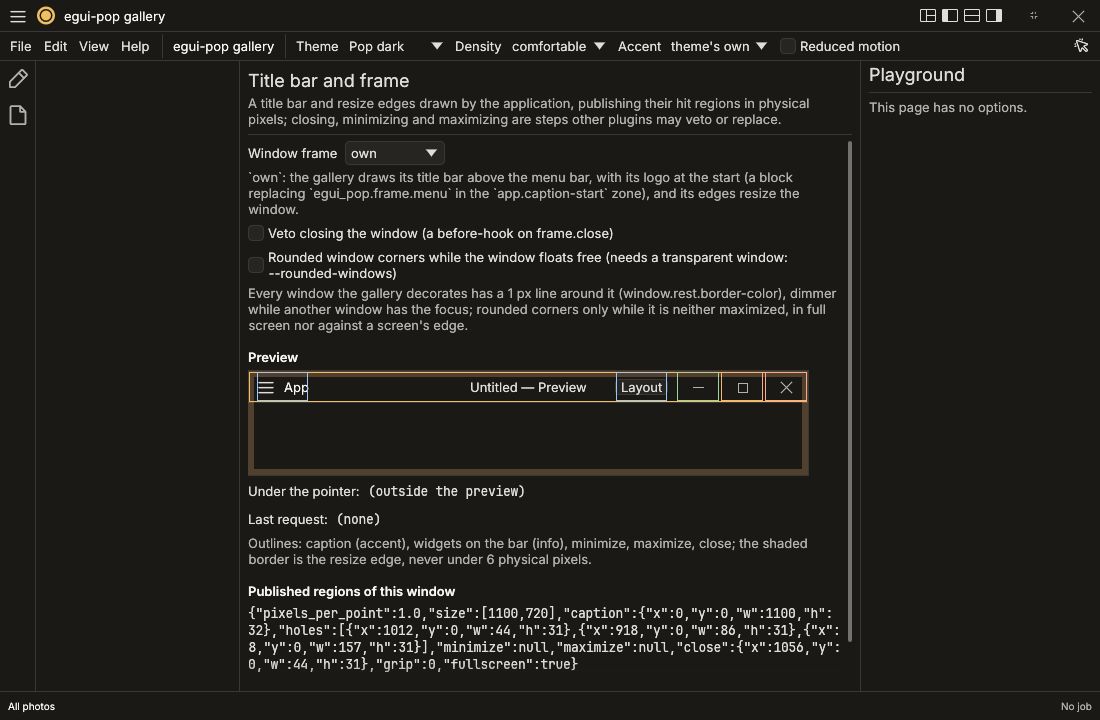 egui-pop gallery
File Edit View Help egui-pop gallery Theme Pop dark Density comfortable Accent theme's own Reduced motion
Title bar and frame
A title bar and resize edges drawn by the application, publishing their hit regions in physical
pixels; closing, minimizing and maximizing are steps other plugins may veto or replace.
Window frame own
`own`: the gallery draws its title bar above the menu bar, with its logo at the start (a block
replacing `egui_pop.frame.menu` in the `app.caption-start` zone), and its edges resize the
window.
Veto closing the window (a before-hook on frame.close)
Rounded window corners while the window floats free (needs a transparent window:
--rounded-windows)
Every window the gallery decorates has a 1 px line around it (window.rest.border-color), dimmer
while another window has the focus; rounded corners only while it is neither maximized, in full
screen nor against a screen's edge.
Preview
App Untitled — Preview Layout
Under the pointer: (outside the preview)
Last request: (none)
Outlines: caption (accent), widgets on the bar (info), minimize, maximize, close; the shaded
border is the resize edge, never under 6 physical pixels.
Published regions of this window
{"pixels_per_point":1.0,"size":[1100,720],"caption":{"x":0,"y":0,"w":1100,"h":
32},"holes":[{"x":1012,"y":0,"w":44,"h":31},{"x":918,"y":0,"w":86,"h":31},{"x":
8,"y":0,"w":157,"h":31}],"minimize":null,"maximize":null,"close":{"x":1056,"y":
0,"w":44,"h":31},"grip":0,"fullscreen":true}
Playground
This page has no options.
All photos
No job